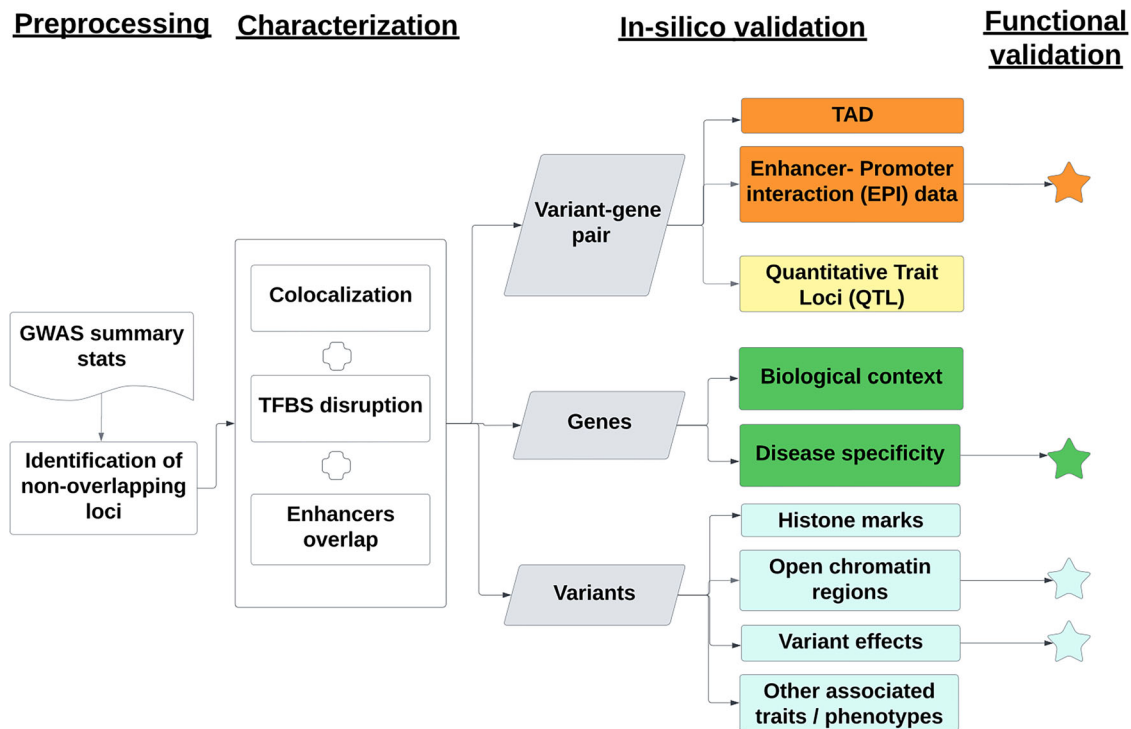 Preprocessing
Characterization
In-silico validation
Functional
validation
GWAS summary
stats
Identification of
non-overlapping
loci
Colocalization
TFBS disruption
Enhancers
overlap
Variant-gene
pair
Genes
Variants
TAD
Enhancer- Promoter
interaction (EPI) data
Quantitative Trait
Loci (QTL)
Biological context
Disease specificity
Histone marks
Open chromatin
regions
Variant effects
Other associated
traits / phenotypes